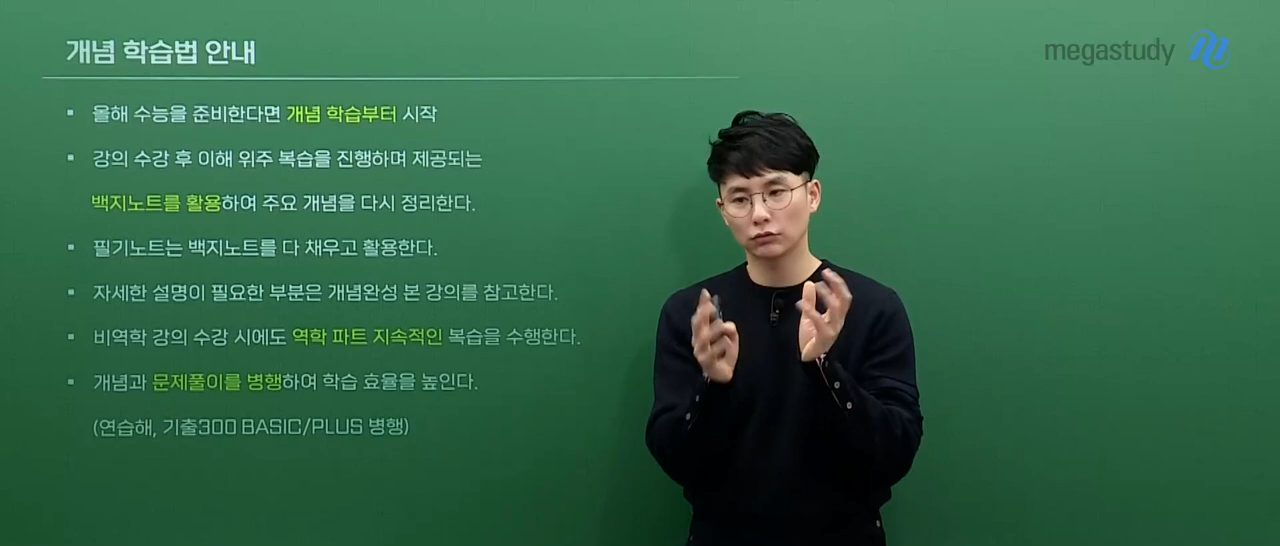 개념 학습법 안내
megastudy
올해 수능을 준비한다면 개념 학습부터 시작
강의 수강 후 이해 위주 복습을 진행하며 제공되는
백지노트를 활용하여 주요 개념을 다시 정리한다.
필기노트는 백지노트를 다 채우고 활용한다.
자세한 설명이 필요한 부분은 개념완성 본 강의를 참고한다.
비역학 강의 수강 시에도 역학 파트 지속적인 복습을 수행한다.
개념과 문제풀이를 병행하여 학습 효율을 높인다.
(연습해, 기출300 BASIC/PLUS 병행)